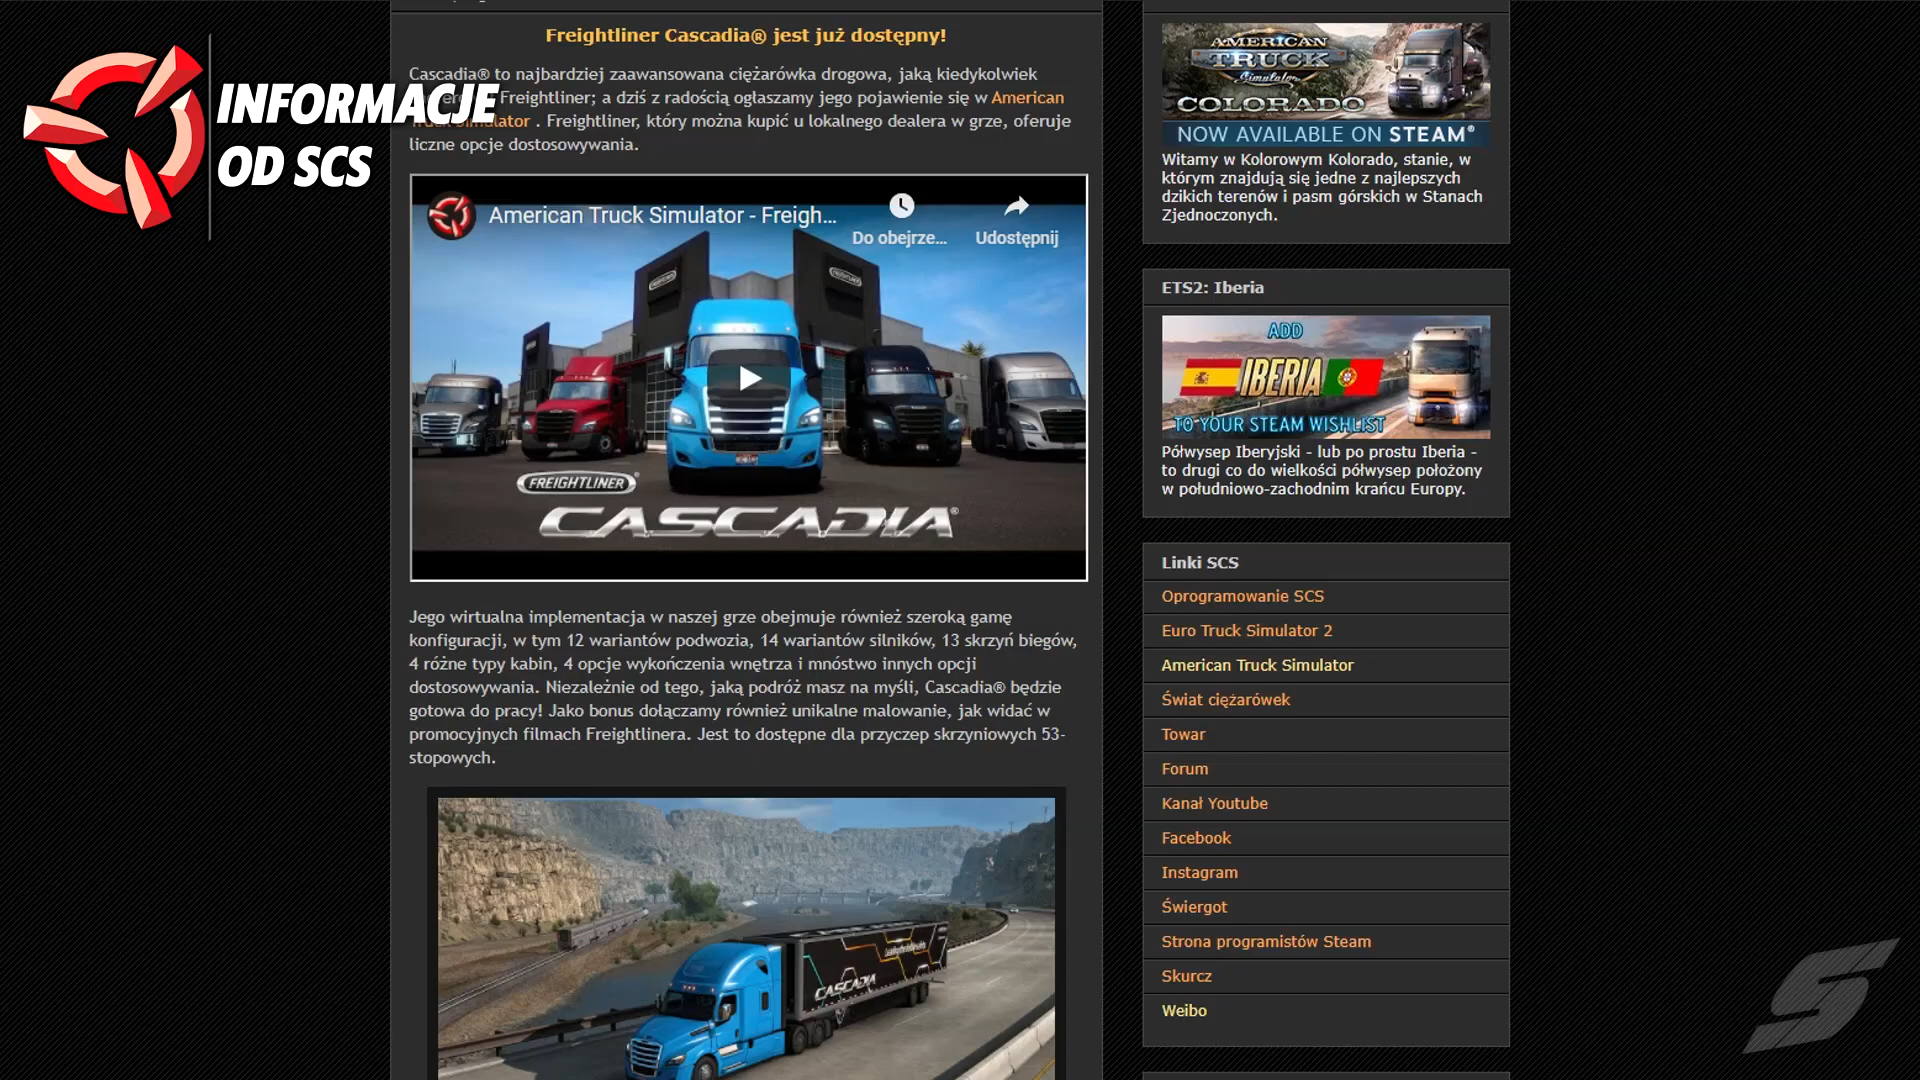 INFORMACJE
OD SCS
Freightliner Cascadia® jest już dostępny!
Cascadia® to najbardziej zaawansowana ciężarówka drogowa, jaką kiedykolwiek
Freightliner; a dziś z radością ogłaszamy jego pojawienie się w American
Truck Simulator . Freightliner, który można kupić u lokalnego dealera w grze, oferuje
liczne opcje dostosowywania.
American Truck Simulator - Freigh...
Do obejrze...
Udostępnij
FREIGHTLINER
FREIGHTLINER
FREIGHTLINER®
CASCADIA®
Jego wirtualna implementacja w naszej grze obejmuje również szeroką gamę
konfiguracji, w tym 12 wariantów podwozia, 14 wariantów silników, 13 skrzyń biegów,
4 różne typy kabin, 4 opcje wykończenia wnętrza i mnóstwo innych opcji
dostosowywania. Niezależnie od tego, jaką podróż masz na myśli, Cascadia® będzie
gotowa do pracy! Jako bonus dołączamy również unikalne malowanie, jak widać w
promocyjnych filmach Freightlinera. Jest to dostępne dla przyczep skrzyniowych 53-
stopowych.
CASCADIA
AMERICAN
TRUCK
Simulator
COLORADO
NOW AVAILABLE ON STEAM®
Witamy w Kolorowym Kolorado, stanie, w
którym znajdują się jedne z najlepszych
dzikich terenów i pasm górskich w Stanach
Zjednoczonych.
ETS2: Iberia
ADD
IBERIA
TO YOUR STEAM WISHLIST
Półwysep Iberyjski - lub po prostu Iberia -
to drugi co do wielkości półwysep położony
w południowo-zachodnim krańcu Europy.
Linki SCS
Oprogramowanie SCS
Euro Truck Simulator 2
American Truck Simulator
Świat ciężarówek
Towar
Forum
Kanał Youtube
Facebook
Instagram
Świergot
Strona programistów Steam
Skurcz
Weibo